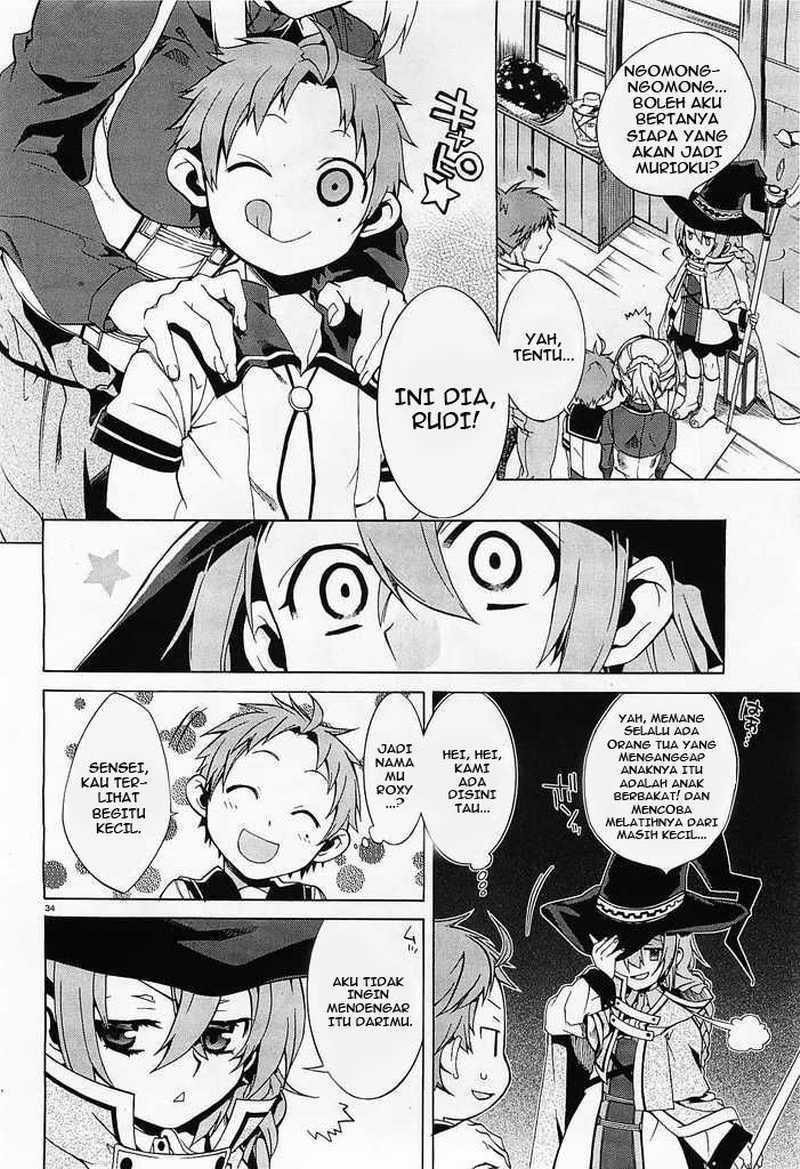 NGOMONG-
NGOMONG...
BOLEH AKU
BERTANYA
SIAPA YANG
AKAN JADI
MURIDKU?
YAH,
TENTU...
キャピ
INI DIA,
RUDI!
YAH, MEMANG
SELALU ADA
ORANG TUA YANG
MENGANGGAP
ANAKNYA ITU
ADALAH ANAK
BERBAKAT! DAN
MENCOBA
MELATIHNYA DARI
MASIH KECIL....
HEI, HEI,
KAMI
ADA
DISINI
TAU...
JADI
NAMA
MU
ROXY
...?
SENSEI,
KAU TER-
LIHAT
BEGITU
KECIL.
34
AKU TIDAK
INGIN
MENDENGAR
ITU DARIMU.